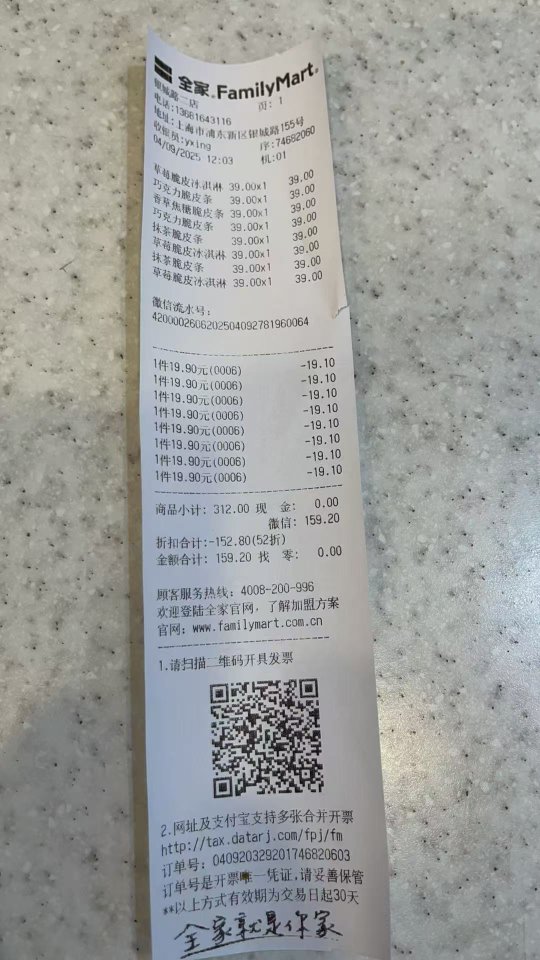 全家 FamilyMart
银城路二店 页: 1
电话:13681643116
地址:上海市浦东新区银城路155号
收银员:yxing 序:74682060
04/09/2025 12:03 机:01
草莓脆皮冰淇淋 39.00x1 39.00
巧克力脆皮条 39.00x1 39.00
香草焦糖脆皮条 39.00x1 39.00
巧克力脆皮条 39.00x1 39.00
抹茶脆皮条 39.00x1 39.00
草莓脆皮冰淇淋 39.00x1 39.00
抹茶脆皮条 39.00x1 39.00
草莓脆皮冰淇淋 39.00x1 39.00
微信流水号:
4200002606202504092781960064
1件19.90元(0006) -19.10
1件19.90元(0006) -19.10
1件19.90元(0006) -19.10
1件19.90元(0006) -19.10
1件19.90元(0006) -19.10
1件19.90元(0006) -19.10
1件19.90元(0006) -19.10
1件19.90元(0006) -19.10
商品小计: 312.00 现 金: 0.00
微信: 159.20
折扣合计:-152.80(52折)
金额合计: 159.20 找 零: 0.00
顾客服务热线: 4008-200-996
欢迎登陆全家官网，了解加盟方案
官网: www.familymart.com.cn
1.请扫描二维码开具发票
2.网址及支付宝支持多张合并开票
http://tax.datarj.com/fpj/fm
订单号: 040920329201746820603
订单号是开票唯一凭证,请妥善保管
**以上方式有效期为交易日起30天
全家就是你家